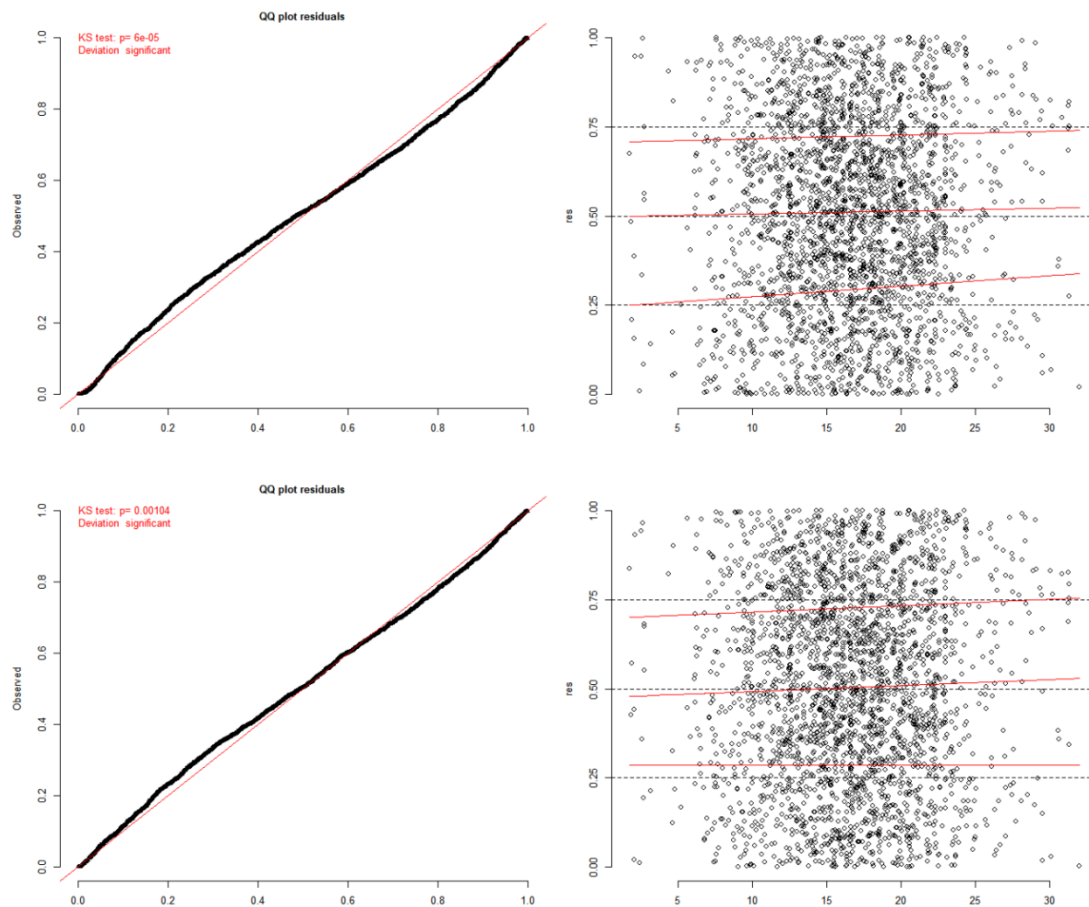 QQ plot residuals
KS test: p= 6e-05
Deviation significant
Observed
0.0 0.2 0.4 0.6 0.8 1.0
0.0 0.2 0.4 0.6 0.8 1.0
res
0.00 0.25 0.50 0.75 1.00
5 10 15 20 25 30
QQ plot residuals
KS test: p= 0.00104
Deviation significant
Observed
0.0 0.2 0.4 0.6 0.8 1.0
0.0 0.2 0.4 0.6 0.8 1.0
res
0.00 0.25 0.50 0.75 1.00
5 10 15 20 25 30